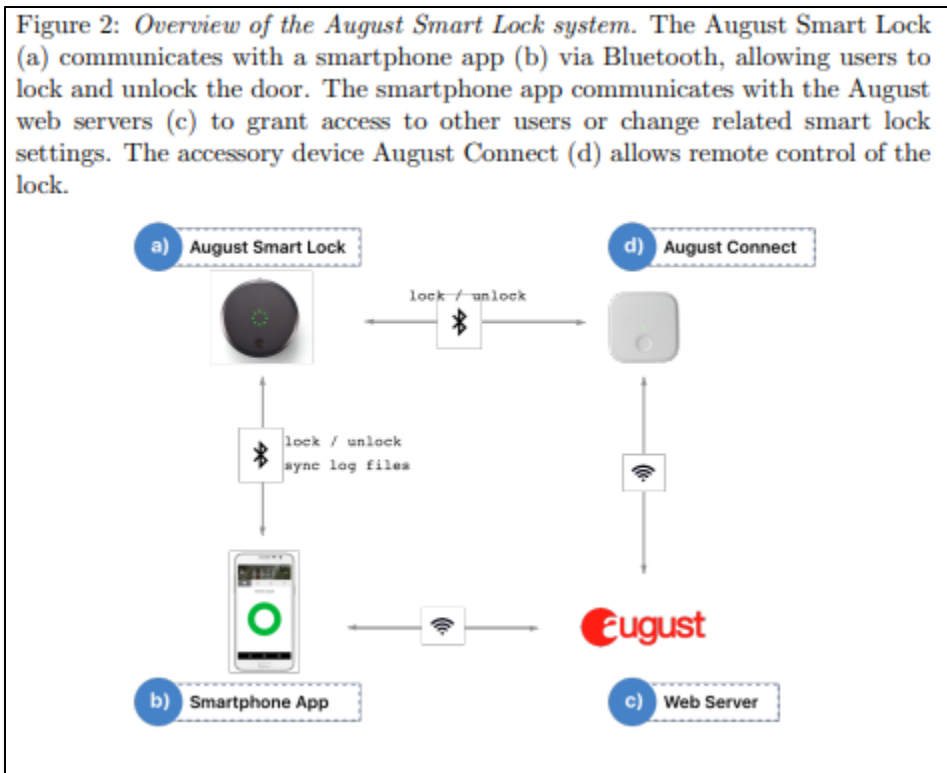 Figure 2: Overview of the August Smart Lock system. The August Smart Lock
(a) communicates with a smartphone app (b) via Bluetooth, allowing users to
lock and unlock the door. The smartphone app communicates with the August
web servers (c) to grant access to other users or change related smart lock
settings. The accessory device August Connect (d) allows remote control of the
lock.
a) August Smart Lock
d) August Connect
lock / unlock
lock / unlock
sync log files
august
b) Smartphone App
c) Web Server